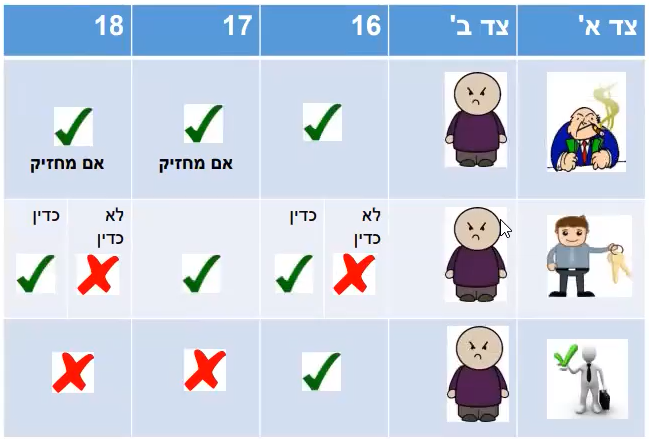 צד א' צד ב' 16 17 18
אם מחזיק אם מחזיק
לא כדין כדין לא כדין כדין